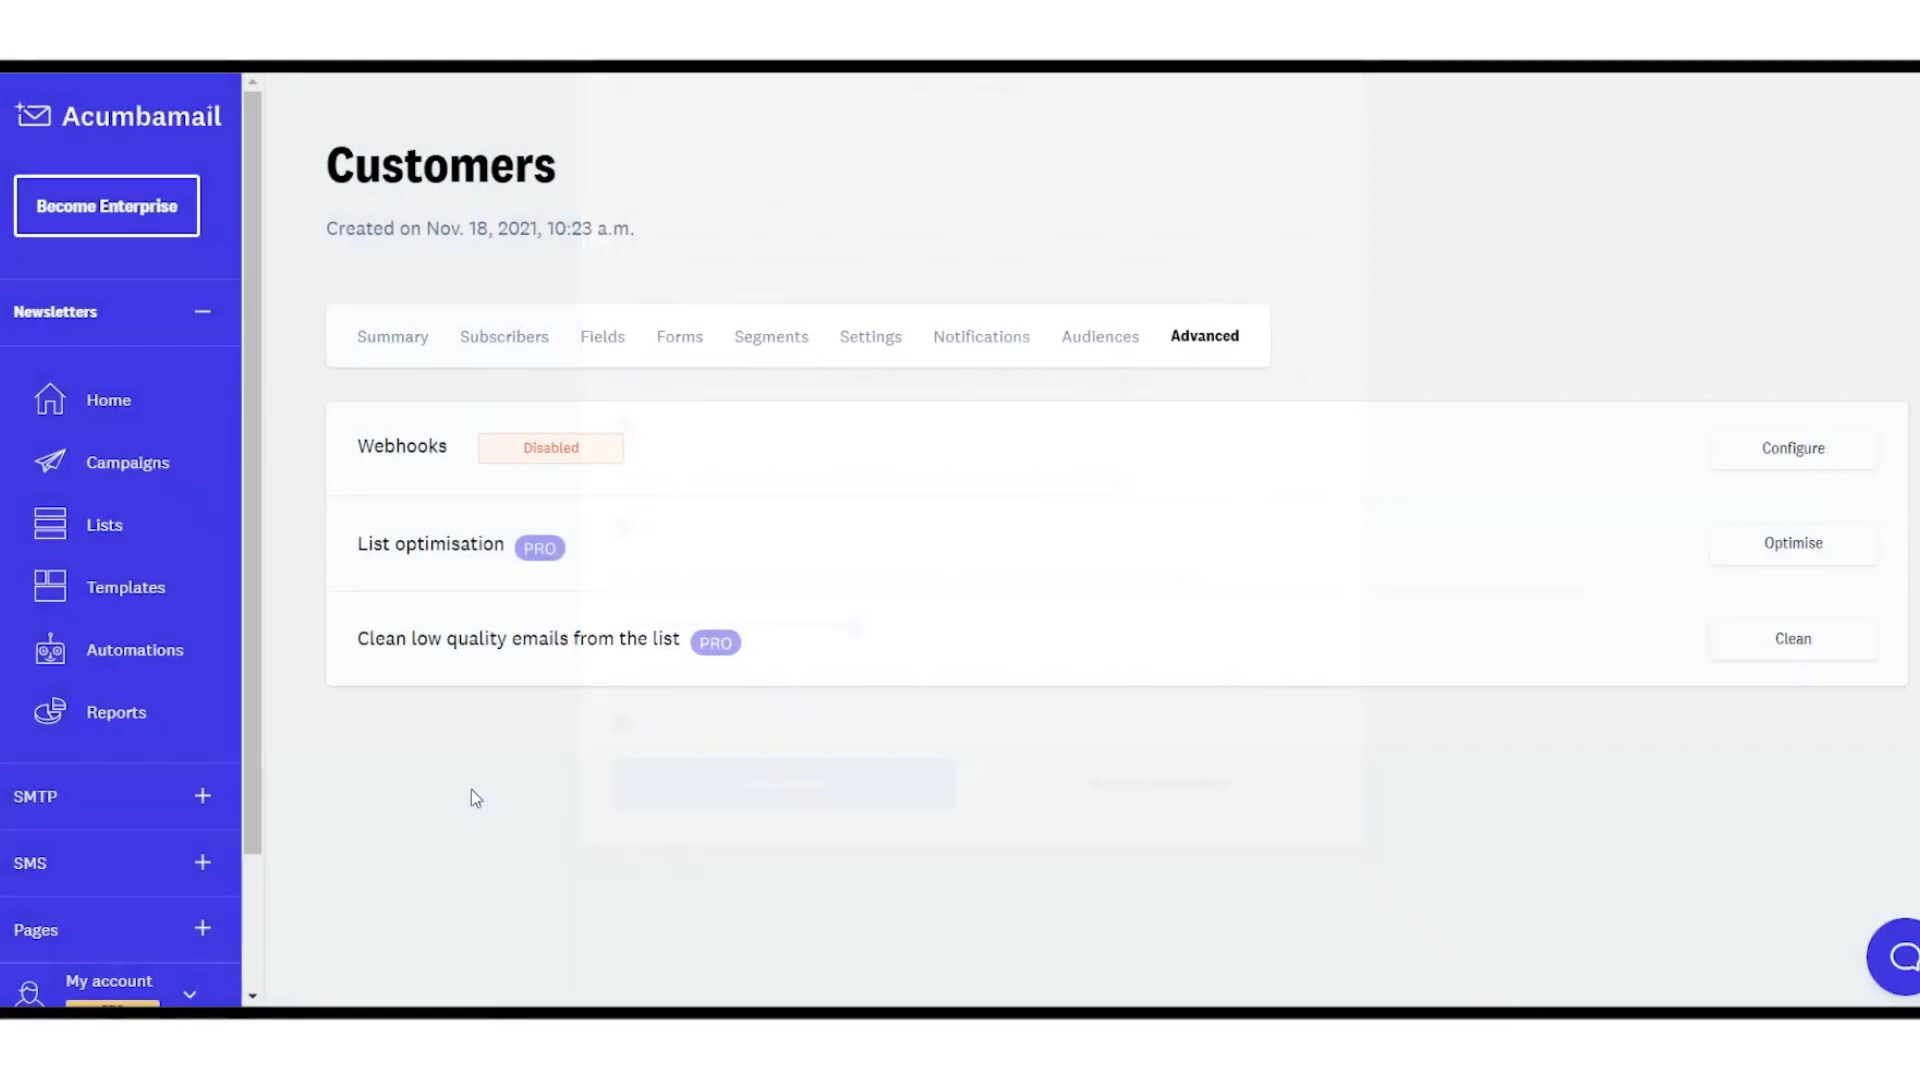 Acumbamail
Become Enterprise
Newsletters
Home
Campaigns
Lists
Templates
Automations
Reports
SMTP
SMS
Pages
My account
Customers
Created on Nov. 18, 2021, 10:23 a.m.
Summary Subscribers Fields Forms Segments Settings Notifications Audiences Advanced
Webhooks Disabled Configure
List optimisation PRO Optimise
Clean low quality emails from the list PRO Clean